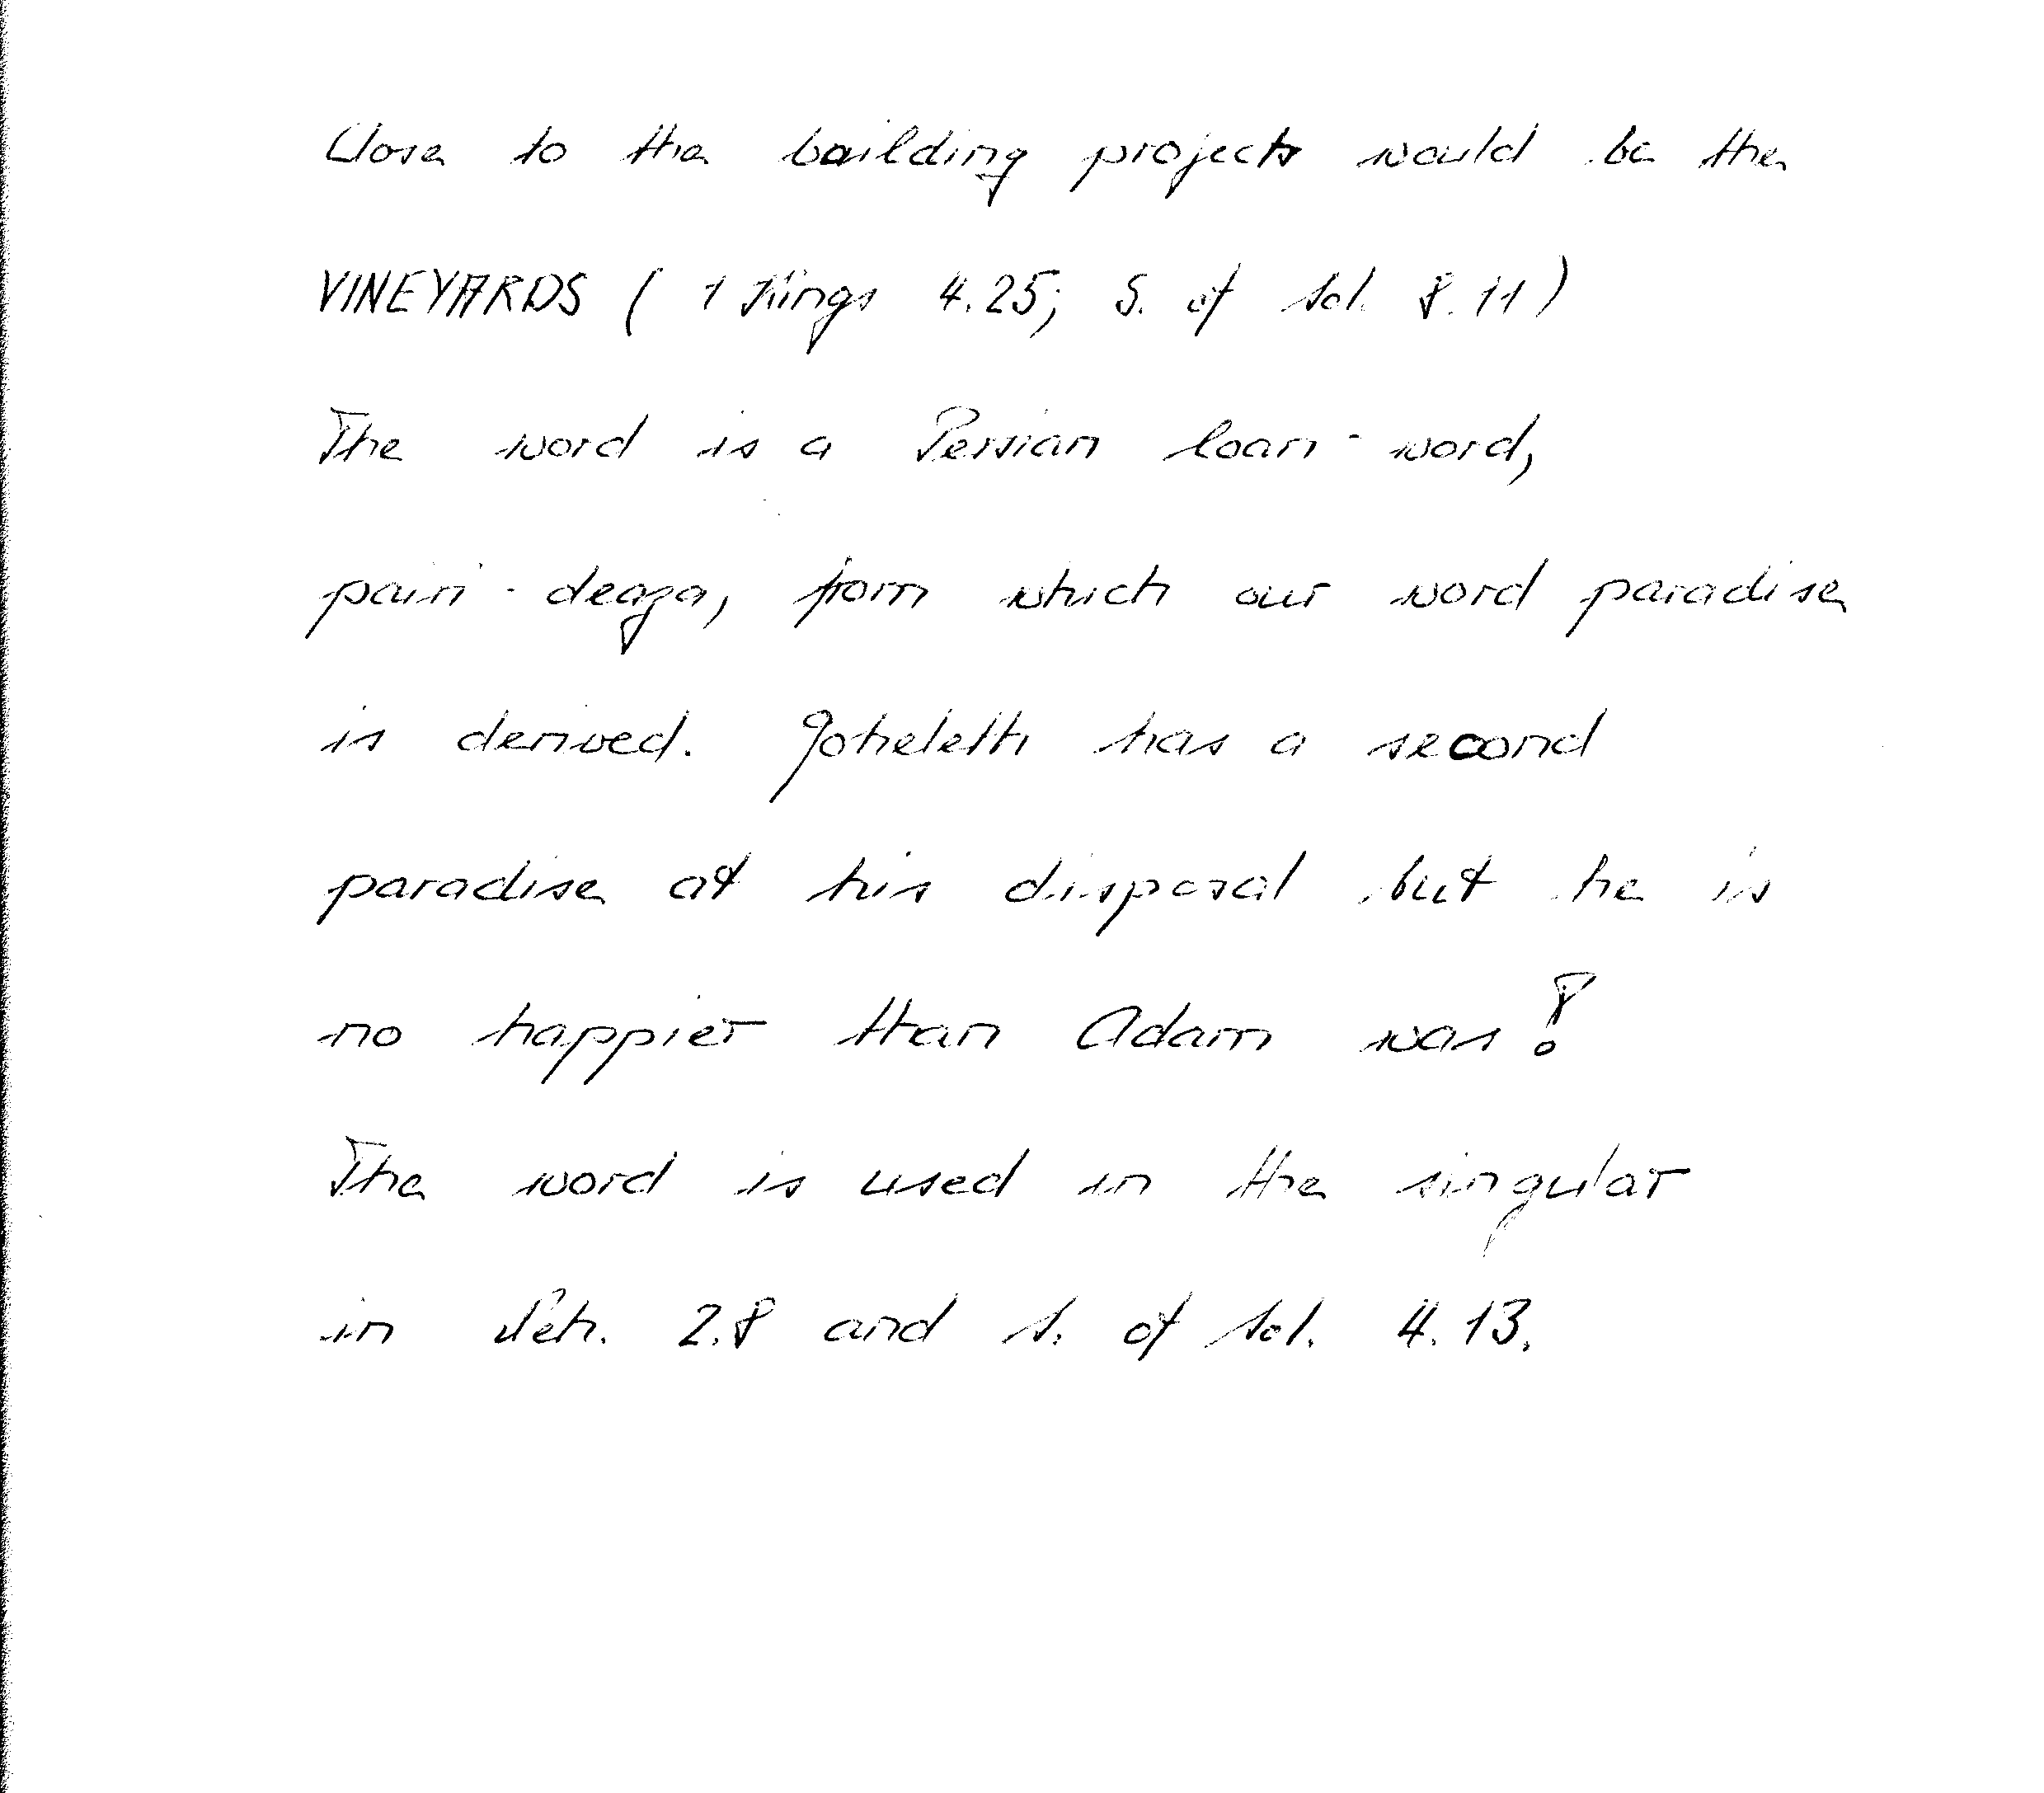 Close to the building projects would be the
VINEYARDS ( 1 Kings 4.25; S. of Sol. 8.11 )
The word is a Persian loan-word,
pairi-deaza, from which our word paradise
is derived. Qoheleth has a second
paradise at his disposal but he is
no happier than Adam was!
The word is used in the singular
in Neh. 2.8 and S. of Sol. 4.13.